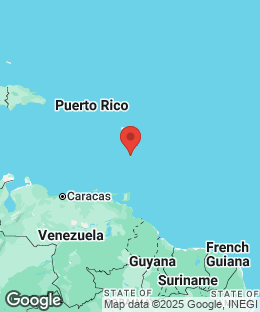 Puerto Rico
Caracas
Venezuela
Guyana
French
Guiana
Suriname
STATE OF
STATE OF
Google
Map data ©2025 Google, INEGI